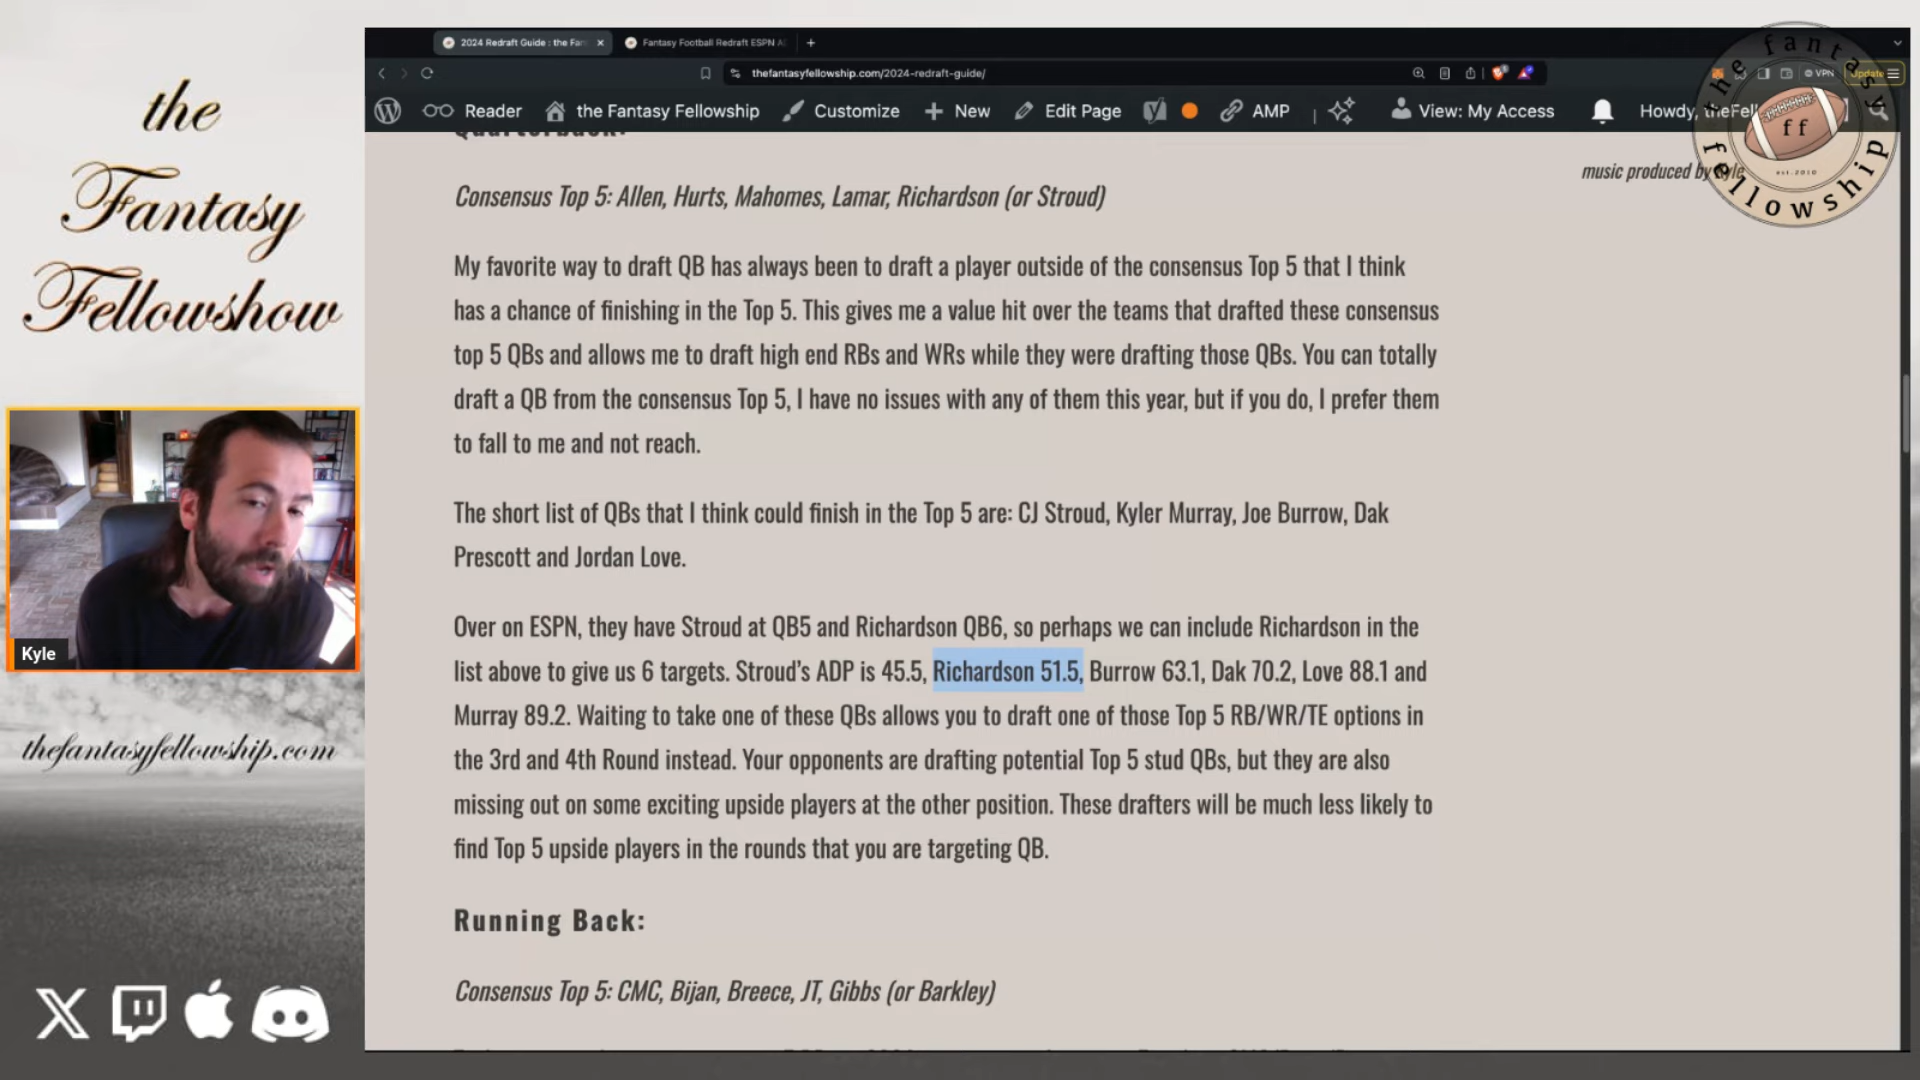 the
Fantasy
Fellowshow
Kyle
thefantasyfellowship.com
2024 Redraft Guide : the Fan
Fantasy Football Redraft ESPN A
thefantasyfellowship.com/2024-redraft-guide/
VPN
Update
Reader
the Fantasy Fellowship
Customize
New
Edit Page
AMP
View: My Access
Howdy, theFel
the fantasy fellowship
ff
est. 2010
music produced by Kyle
Quarterback:
Consensus Top 5: Allen, Hurts, Mahomes, Lamar, Richardson (or Stroud)
My favorite way to draft QB has always been to draft a player outside of the consensus Top 5 that I think
has a chance of finishing in the Top 5. This gives me a value hit over the teams that drafted these consensus
top 5 QBs and allows me to draft high end RBs and WRs while they were drafting those QBs. You can totally
draft a QB from the consensus Top 5, I have no issues with any of them this year, but if you do, I prefer them
to fall to me and not reach.
The short list of QBs that I think could finish in the Top 5 are: CJ Stroud, Kyler Murray, Joe Burrow, Dak
Prescott and Jordan Love.
Over on ESPN, they have Stroud at QB5 and Richardson QB6, so perhaps we can include Richardson in the
list above to give us 6 targets. Stroud's ADP is 45.5, Richardson 51.5, Burrow 63.1, Dak 70.2, Love 88.1 and
Murray 89.2. Waiting to take one of these QBs allows you to draft one of those Top 5 RB/WR/TE options in
the 3rd and 4th Round instead. Your opponents are drafting potential Top 5 stud QBs, but they are also
missing out on some exciting upside players at the other position. These drafters will be much less likely to
find Top 5 upside players in the rounds that you are targeting QB.
Running Back:
Consensus Top 5: CMC, Bijan, Breece, JT, Gibbs (or Barkley)